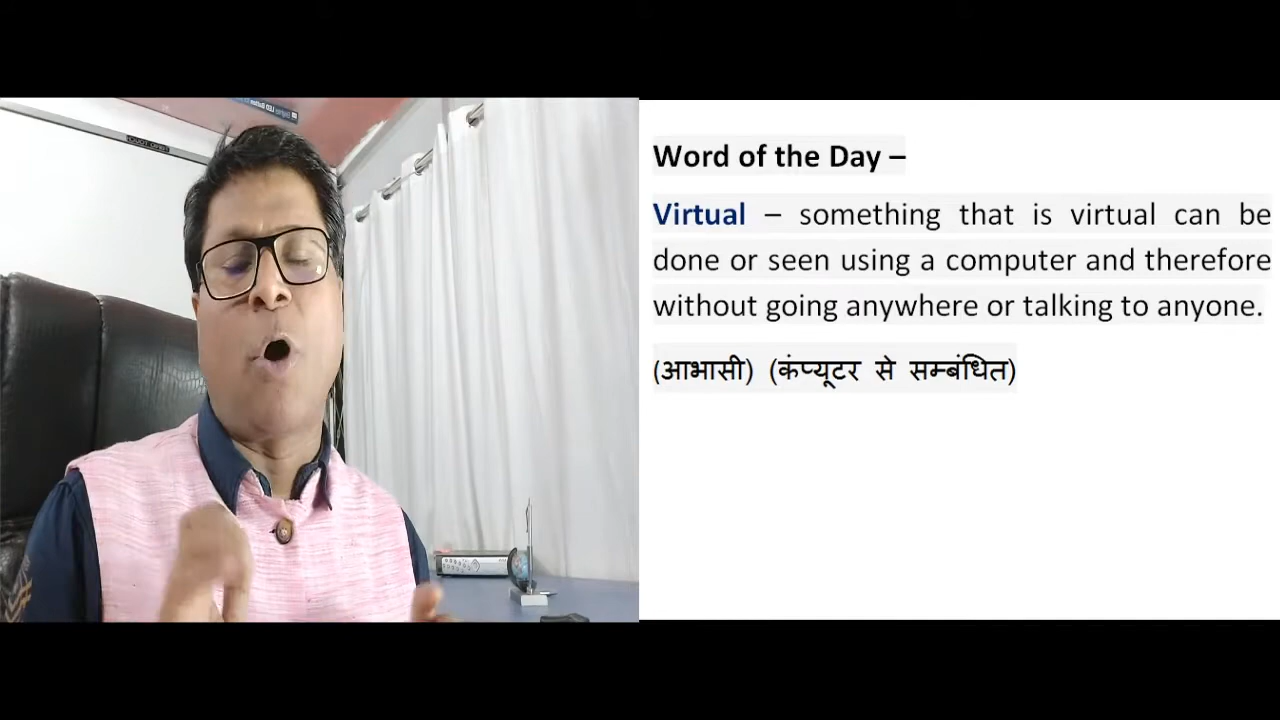 Word of the Day –
Virtual – something that is virtual can be
done or seen using a computer and therefore
without going anywhere or talking to anyone.
(आभासी) (कंप्यूटर से सम्बंधित)